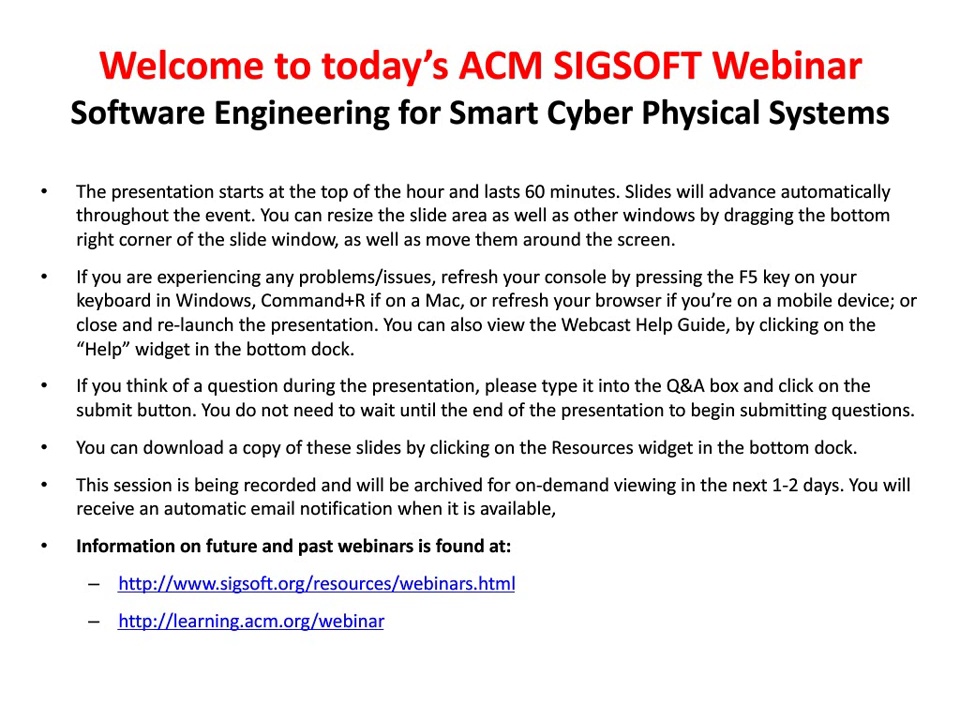 Welcome to today’s ACM SIGSOFT Webinar
Software Engineering for Smart Cyber Physical Systems
• The presentation starts at the top of the hour and lasts 60 minutes. Slides will advance automatically
throughout the event. You can resize the slide area as well as other windows by dragging the bottom
right corner of the slide window, as well as move them around the screen.
• If you are experiencing any problems/issues, refresh your console by pressing the F5 key on your
keyboard in Windows, Command+R if on a Mac, or refresh your browser if you’re on a mobile device; or
close and re-launch the presentation. You can also view the Webcast Help Guide, by clicking on the
“Help” widget in the bottom dock.
• If you think of a question during the presentation, please type it into the Q&A box and click on the
submit button. You do not need to wait until the end of the presentation to begin submitting questions.
• You can download a copy of these slides by clicking on the Resources widget in the bottom dock.
• This session is being recorded and will be archived for on-demand viewing in the next 1-2 days. You will
receive an automatic email notification when it is available,
• Information on future and past webinars is found at:
– http://www.sigsoft.org/resources/webinars.html
– http://learning.acm.org/webinar